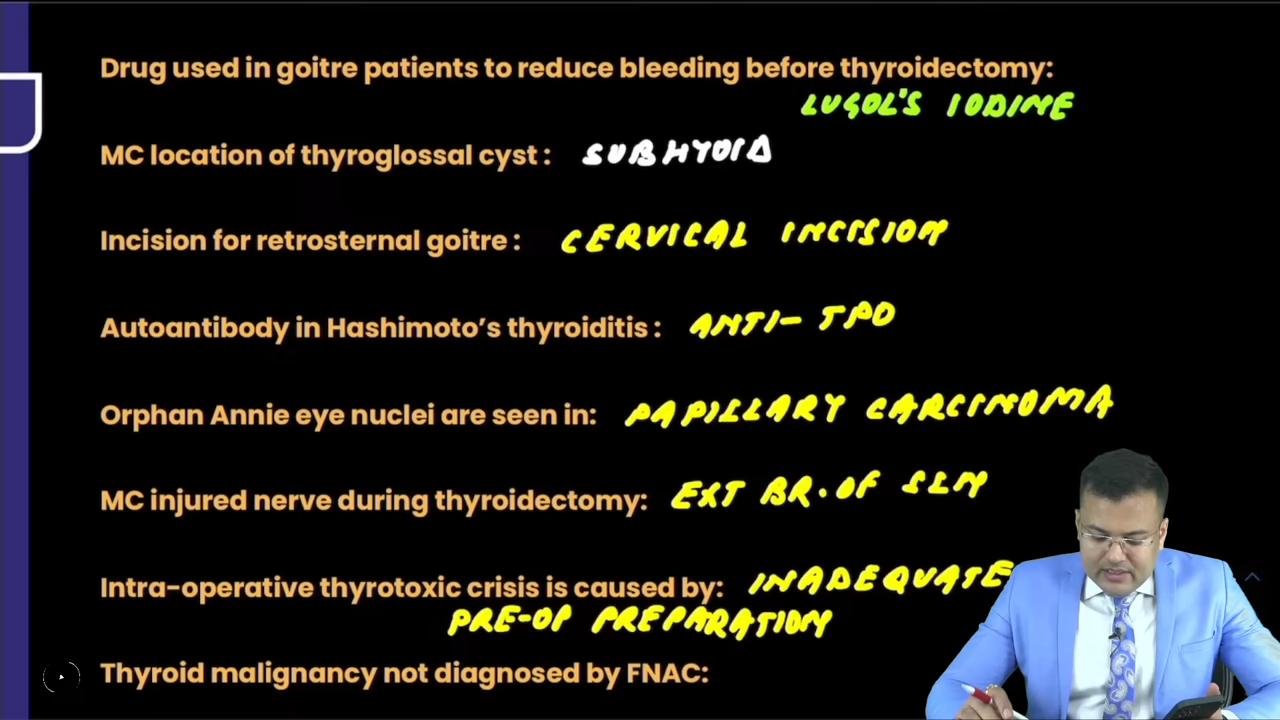 Drug used in goitre patients to reduce bleeding before thyroidectomy:
LUGOL'S IODINE
MC location of thyroglossal cyst : SUBHYOID
Incision for retrosternal goitre : CERVICAL INCISION
Autoantibody in Hashimoto's thyroiditis : ANTI- TPO
Orphan Annie eye nuclei are seen in: PAPILLARY CARCINOMA
MC injured nerve during thyroidectomy: EXT BR. OF SLN
Intra-operative thyrotoxic crisis is caused by: INADEQUATE
PRE-OP PREPARATION
Thyroid malignancy not diagnosed by FNAC: